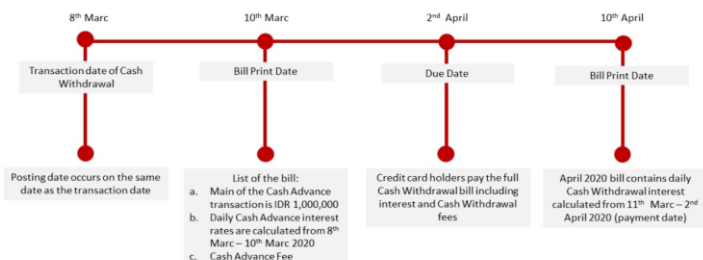 8th Marc
10th Marc
2nd April
10th April
Transaction date of Cash
Withdrawal
Bill Print Date
Due Date
Bill Print Date
Posting date occurs on the same
date as the transaction date
List of the bill:
a. Main of the Cash Advance
transaction is IDR 1,000,000
b. Daily Cash Advance interest
rates are calculated from 8th
Marc – 10th Marc 2020
c. Cash Advance Fee
Credit card holders pay the full
Cash Withdrawal bill including
interest and Cash Withdrawal
fees
April 2020 bill contains daily
Cash Withdrawal interest
calculated from 11th Marc – 2nd
April 2020 (payment date)